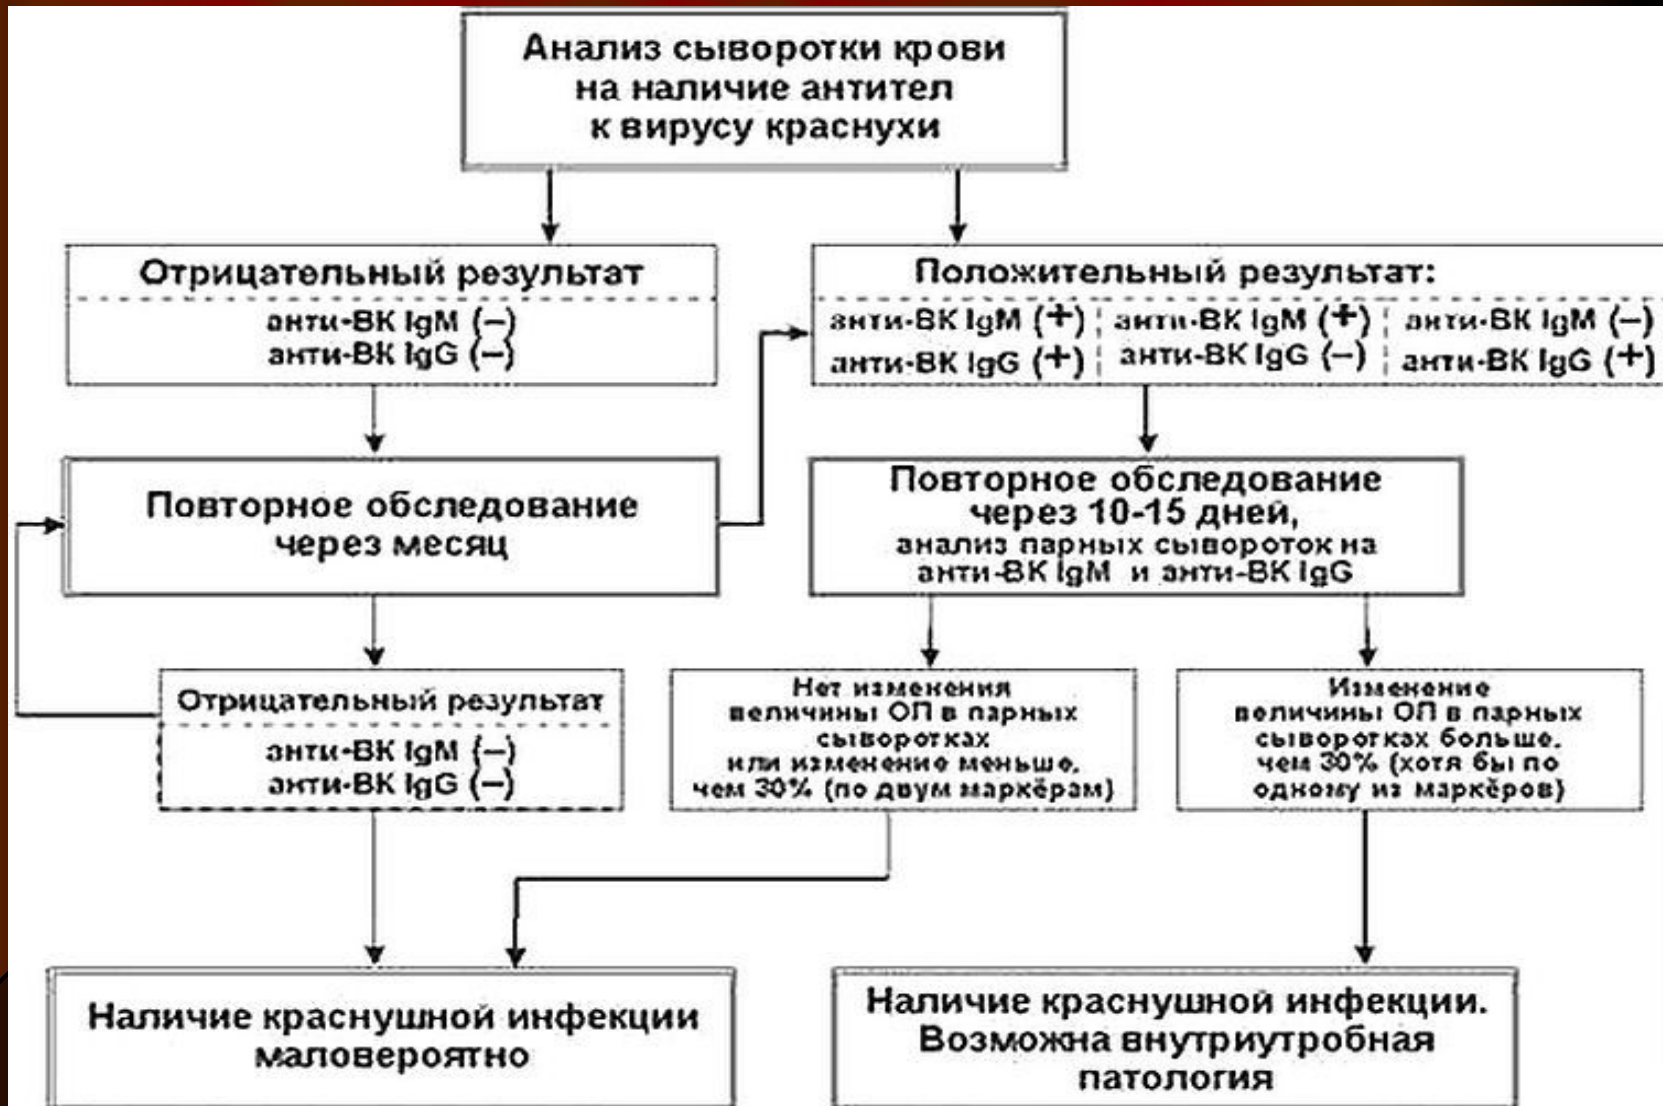 Анализ сыворотки крови
на наличие антител
к вирусу краснухи
Отрицательный результат
анти-ВК IgM (–)
анти-ВК IgG (–)
Положительный результат:
анти-ВК IgM (+)
анти-ВК IgG (+)
анти-ВК IgM (+)
анти-ВК IgG (–)
анти-ВК IgM (–)
анти-ВК IgG (+)
Повторное обследование
через месяц
Повторное обследование
через 10-15 дней,
анализ парных сывороток на
анти-ВК IgM и анти-ВК IgG
Отрицательный результат
анти-ВК IgM (–)
анти-ВК IgG (–)
Нет изменения
величины ОП в парных
сыворотках
или изменение меньше,
чем 30% (по двум маркёрам)
Изменение
величины ОП в парных
сыворотках больше,
чем 30% (хотя бы по
одному из маркёров)
Наличие краснушной инфекции
маловероятно
Наличие краснушной инфекции.
Возможна внутриутробная
патология